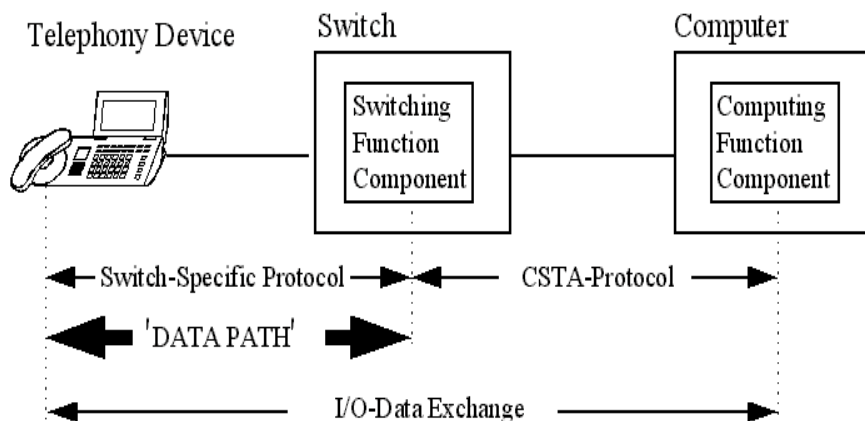 Telephony Device
Switch
Computer
Switching
Function
Component
Computing
Function
Component
Switch-Specific Protocol
CSTA-Protocol
'DATA PATH'
I/O-Data Exchange